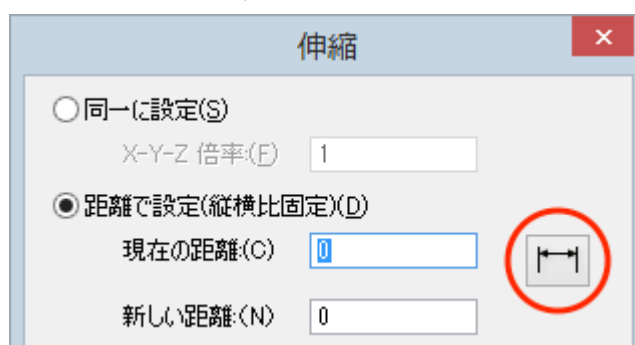 伸縮
同一に設定(S)
X-Y-Z 倍率:(F) 1
距離で設定(縦横比固定)(D)
現在の距離:(C) 0
新しい距離:(N) 0